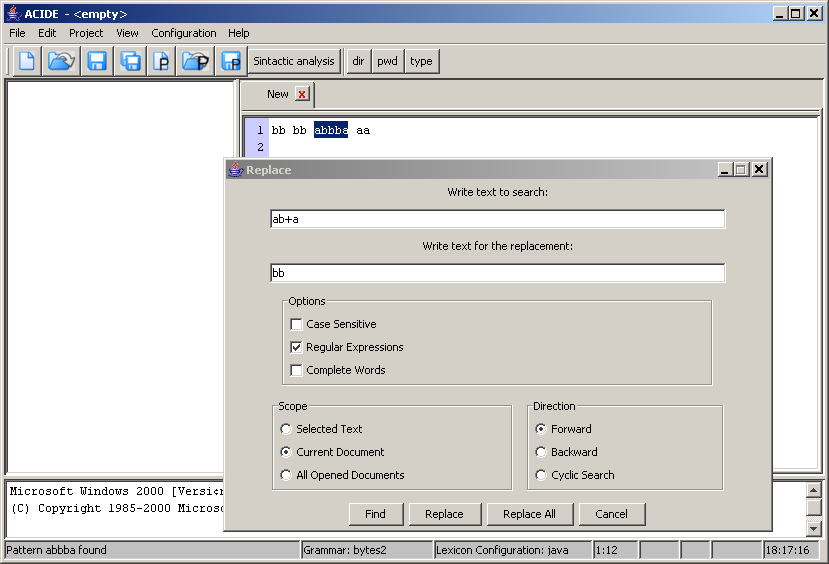 ACIDE - <empty>
File Edit Project View Configuration Help
P P P Sintactic analysis dir pwd type
New x
1 bb bb abbba aa
2
Replace
Write text to search:
ab+a
Write text for the replacement:
bb
Options
Case Sensitive
Regular Expressions
Complete Words
Scope Direction
Selected Text Forward
Current Document Backward
All Opened Documents Cyclic Search
Find Replace Replace All Cancel
Microsoft Windows 2000 [Versi
(C) Copyright 1985-2000 Micros
Pattern abbba found Grammar: bytes2 Lexicon Configuration: java 1:12 18:17:16